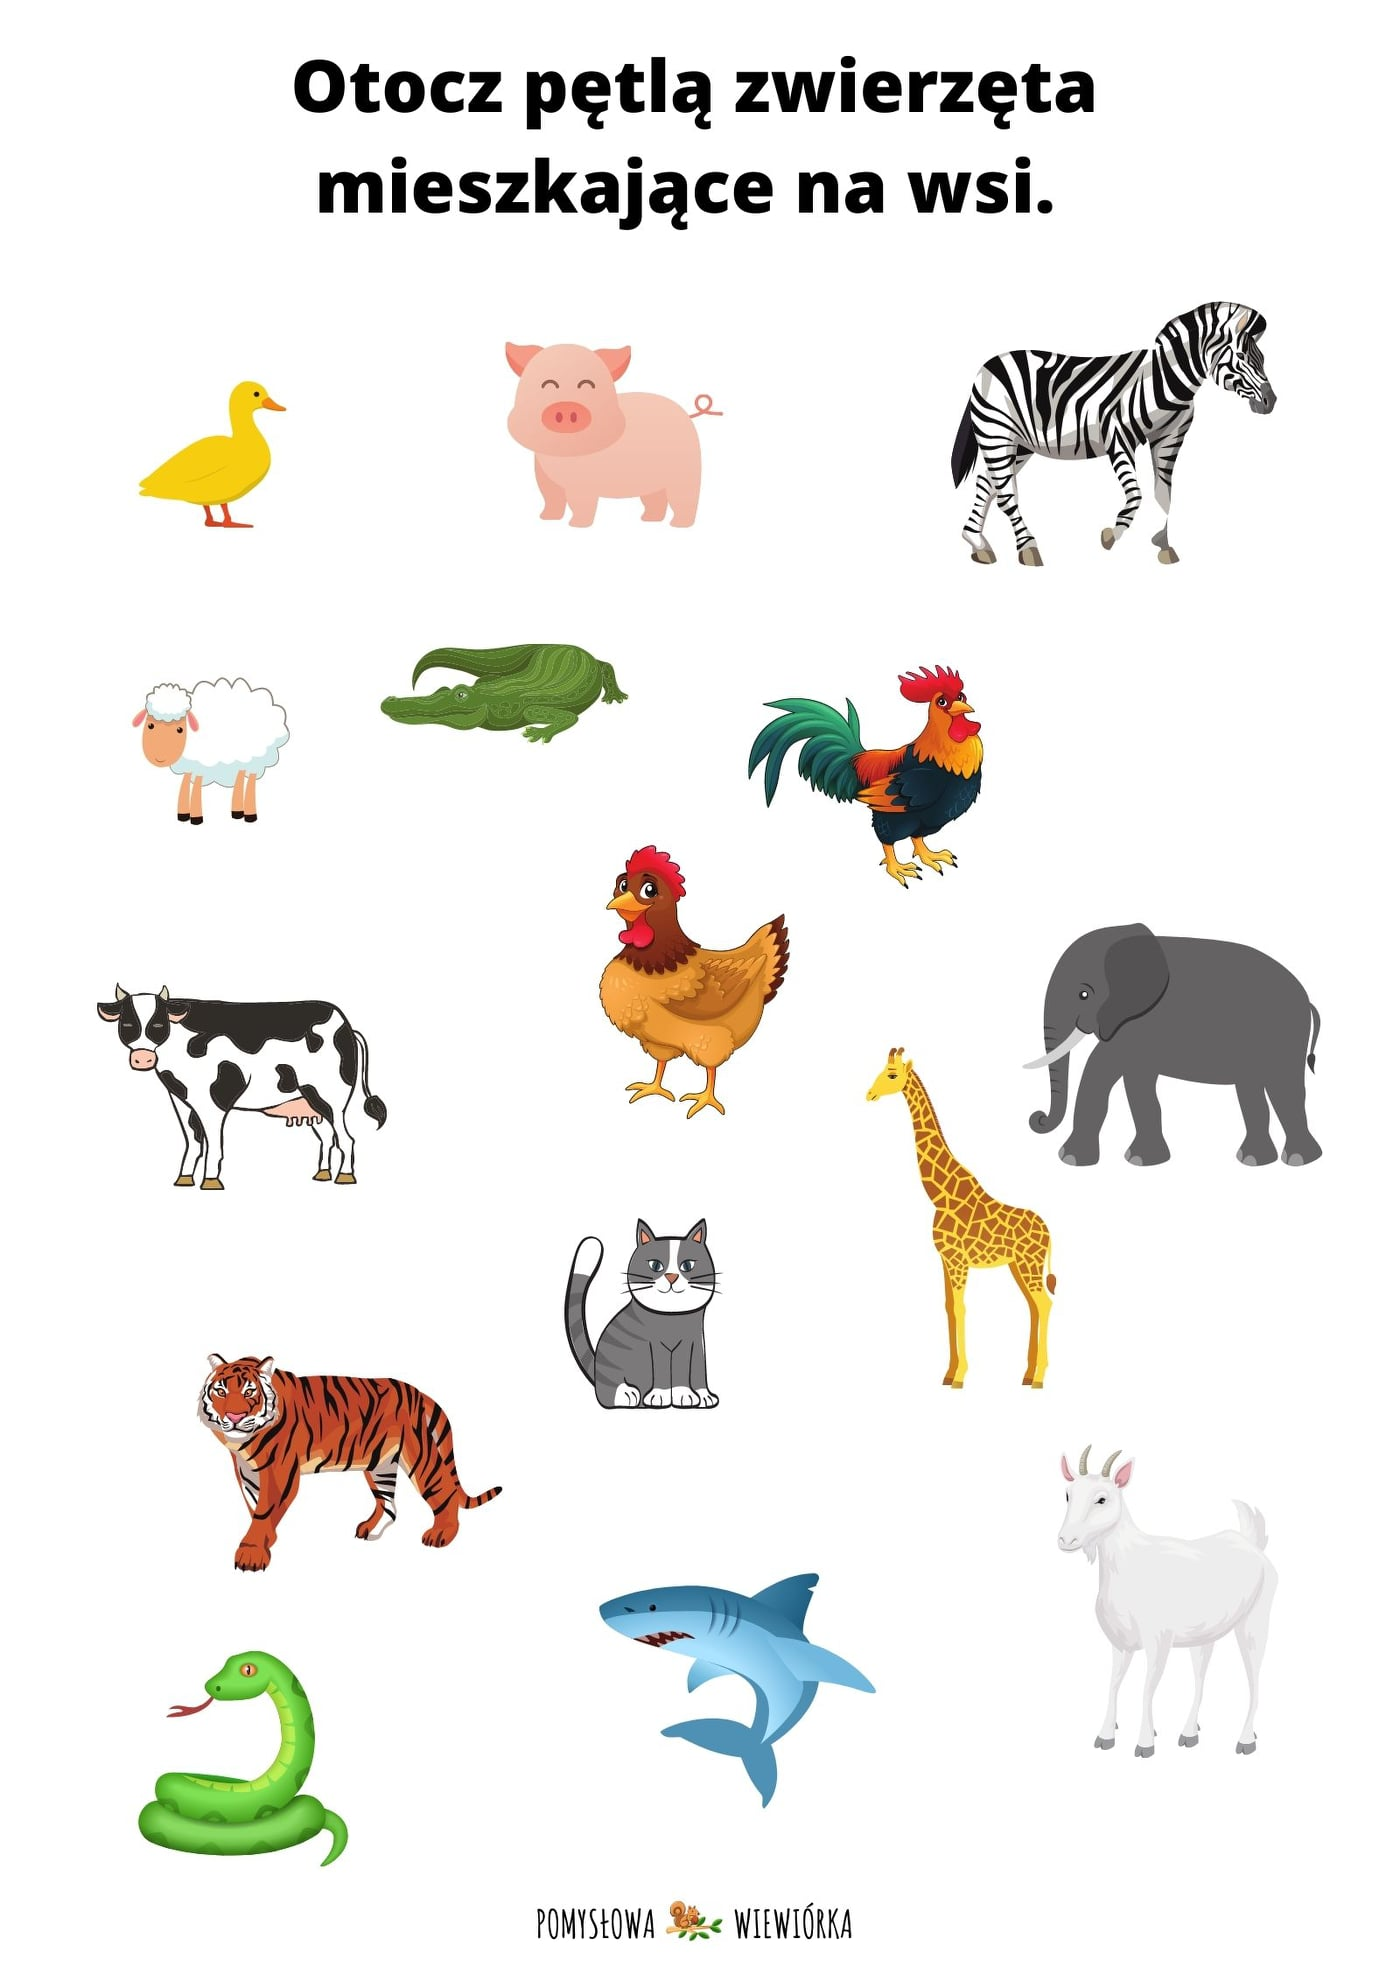 Otocz pętlą zwierzęta
mieszkające na wsi.
POMYSŁOWA WIEWIÓRKA